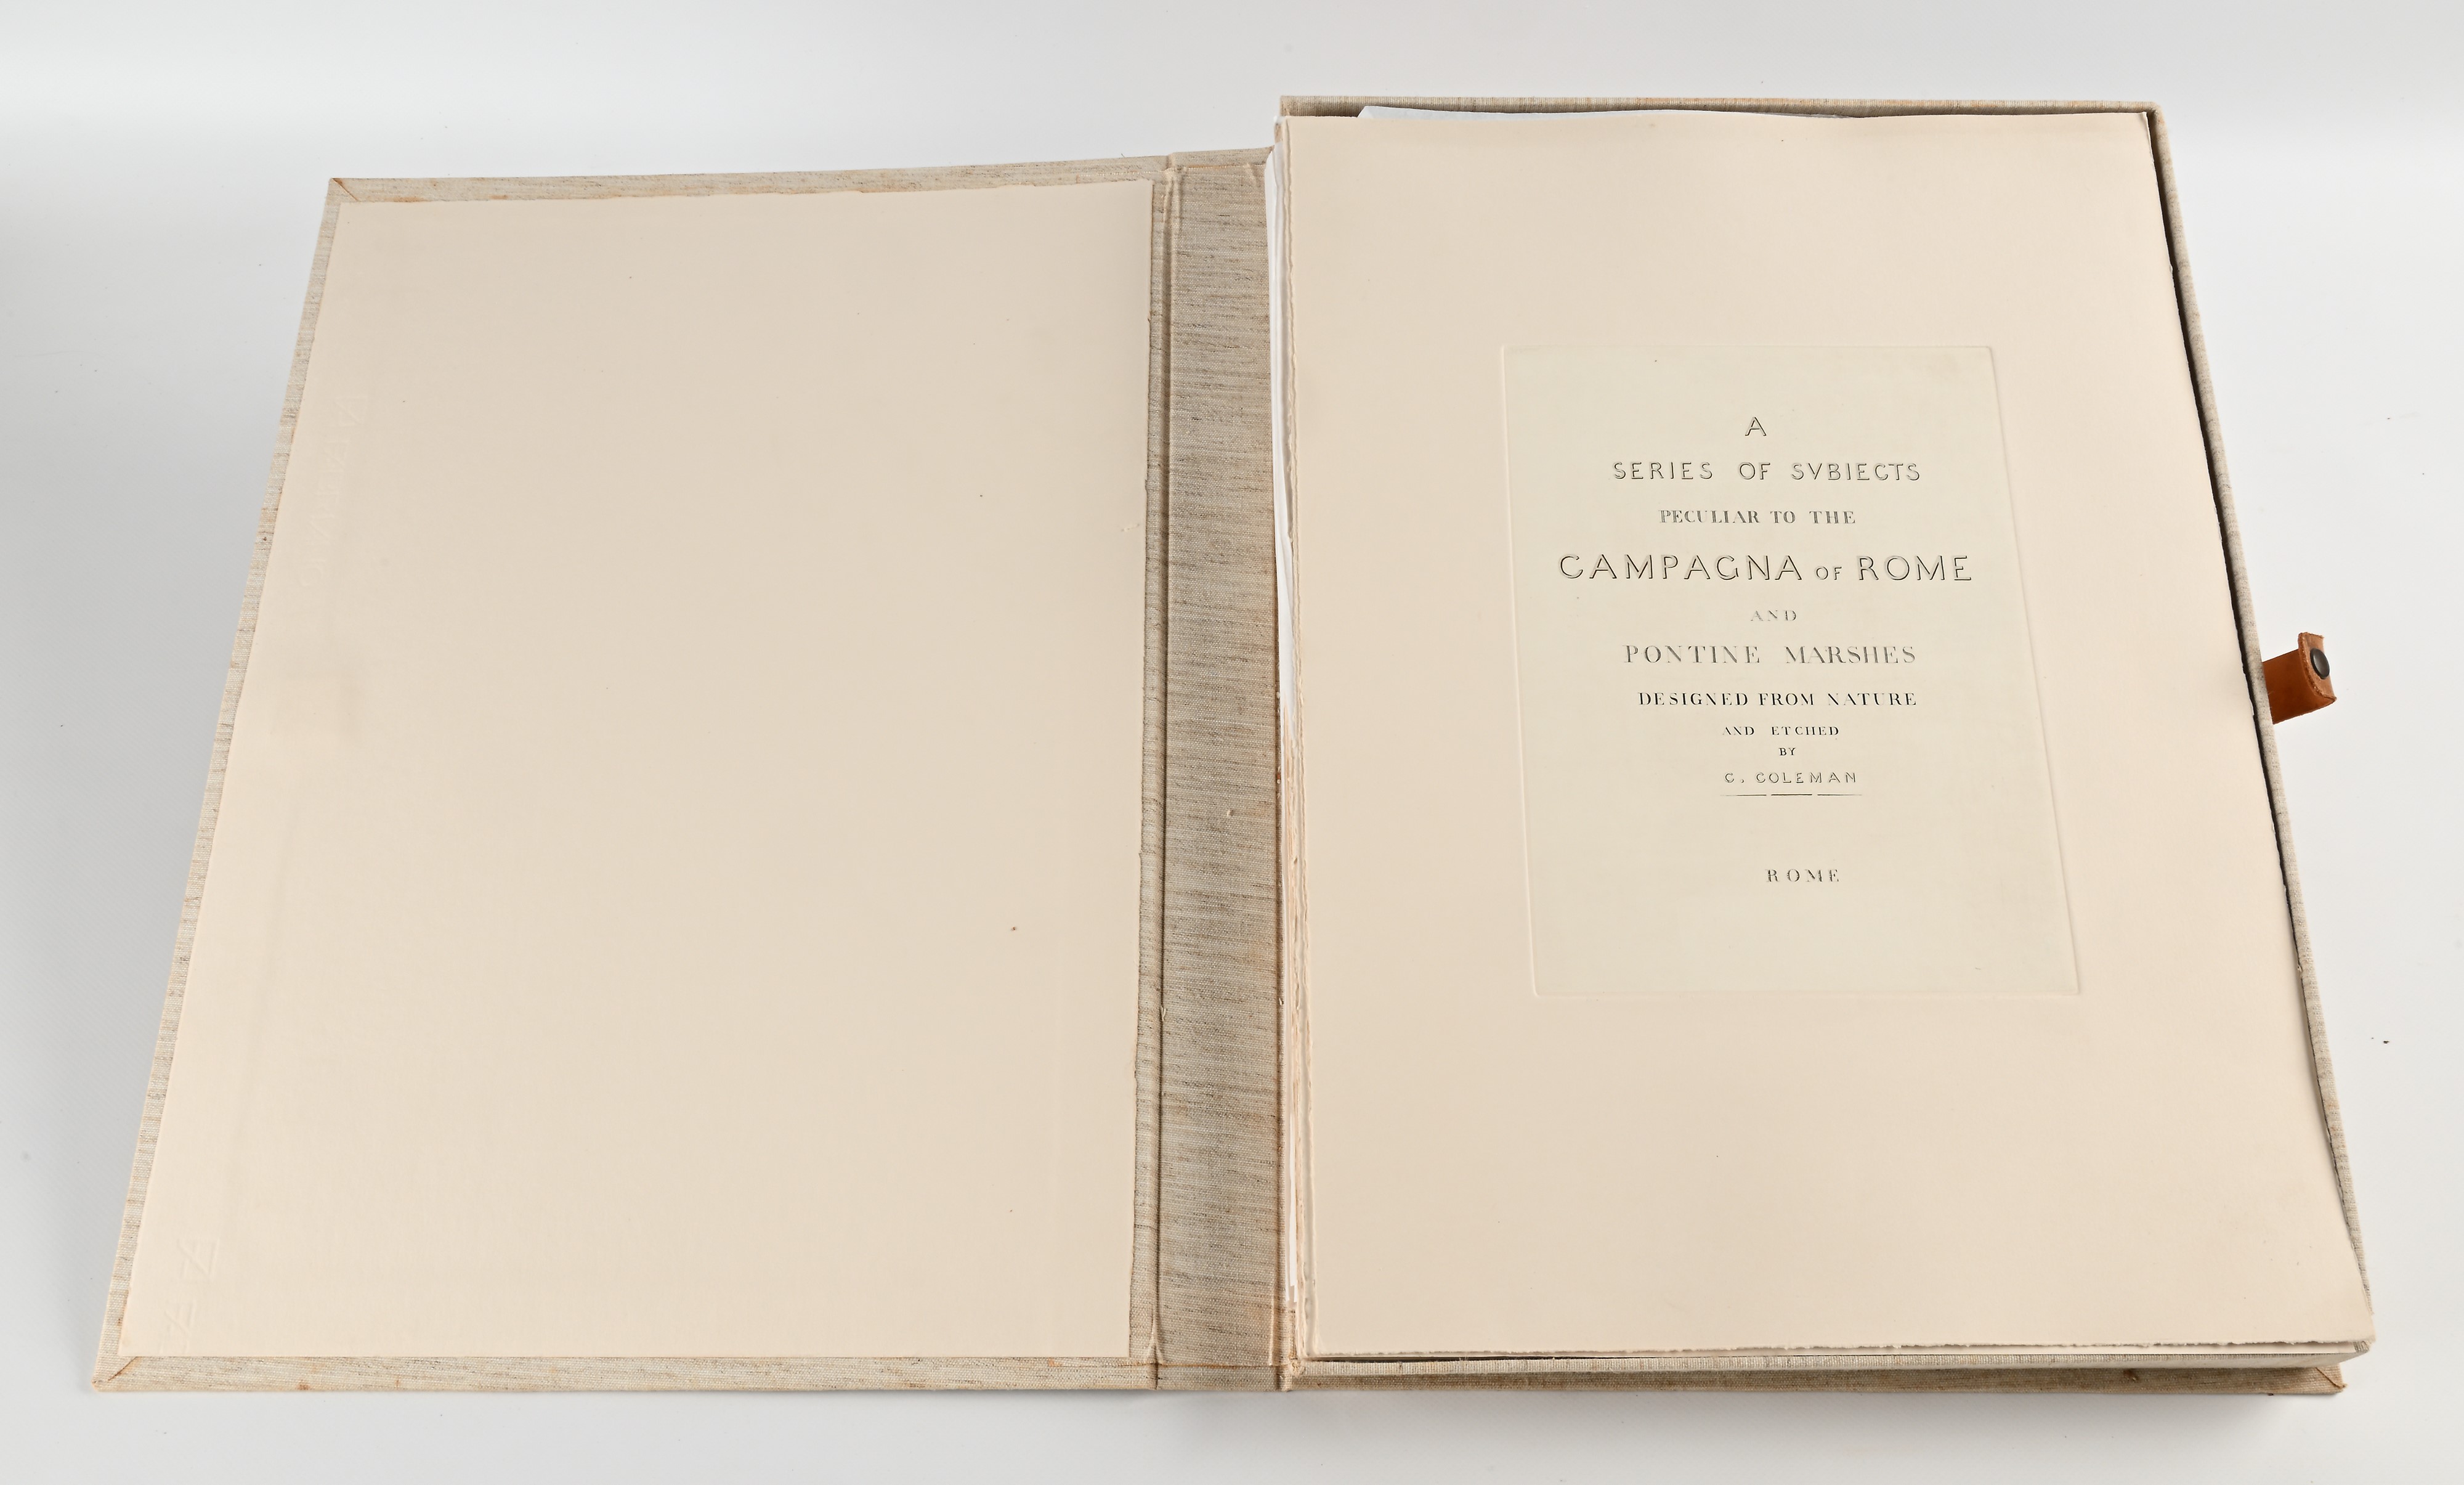 A
SERIES OF SVBIECTS
PECULIAR TO THE
CAMPAGNA OF ROME
AND
PONTINE MARSHES
DESIGNED FROM NATURE
AND ETCHED
BY
C. COLEMAN
ROME